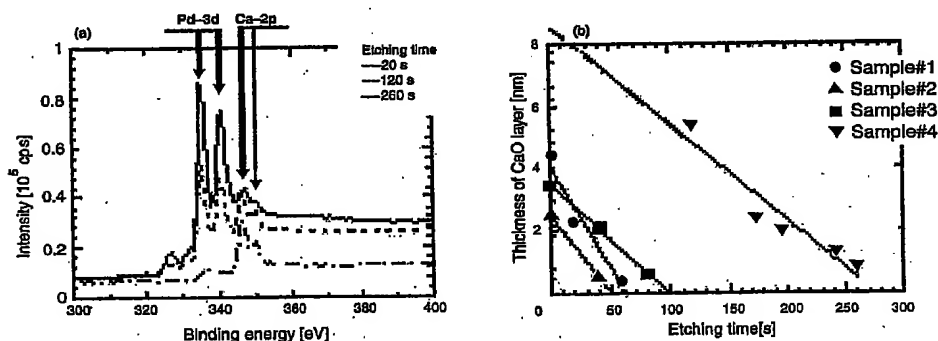 (a)
Pd-3d
Ca-2p
Etching time
20 s
120 s
260 s
Intensity [10⁵ cps]
1
0.8
0.6
0.4
0.2
0
300
320
340
360
380
400
Binding energy [eV]
(b)
Sample#1
Sample#2
Sample#3
Sample#4
Thickness of CaO layer [nm]
8
6
4
2
0
0
50
100
150
200
250
300
Etching time[s]